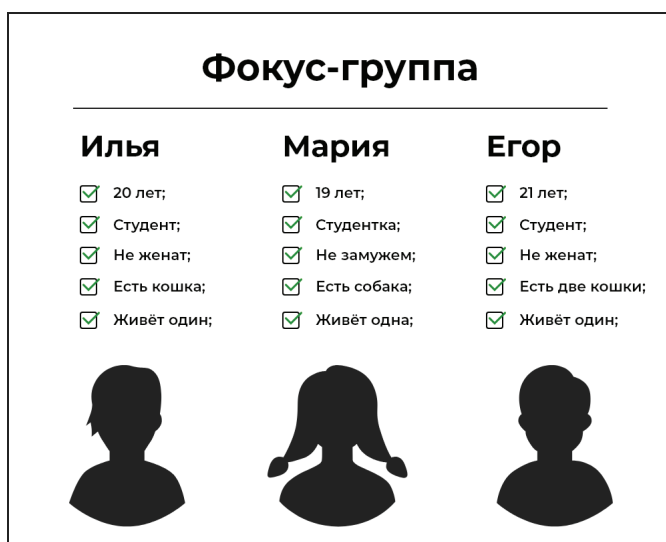 Фокус-группа
Илья
20 лет;
Студент;
Не женат;
Есть кошка;
Живёт один;
Мария
19 лет;
Студентка;
Не замужем;
Есть собака;
Живёт одна;
Егор
21 лет;
Студент;
Не женат;
Есть две кошки;
Живёт один;